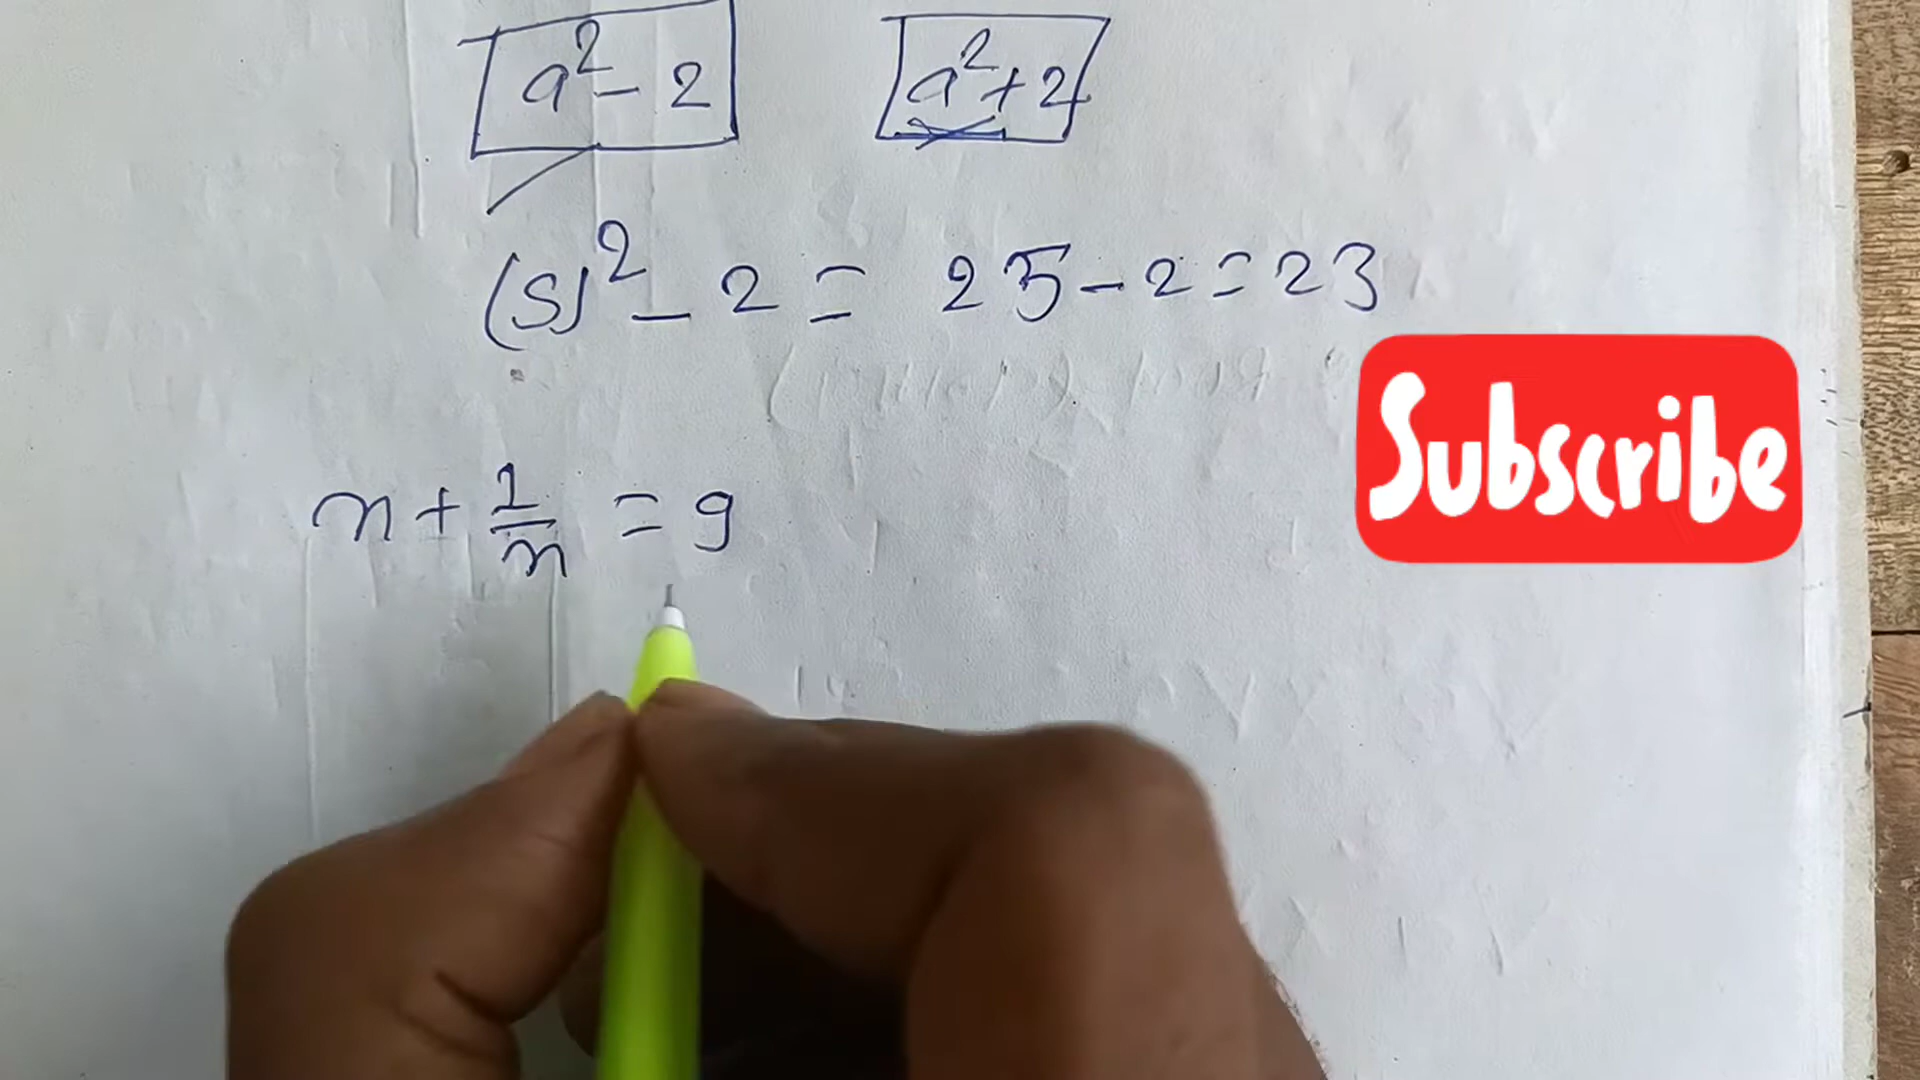 a² - 2
a² + 2
(5)² - 2 = 25 - 2 = 23
Subscribe
x + 1/x = 9